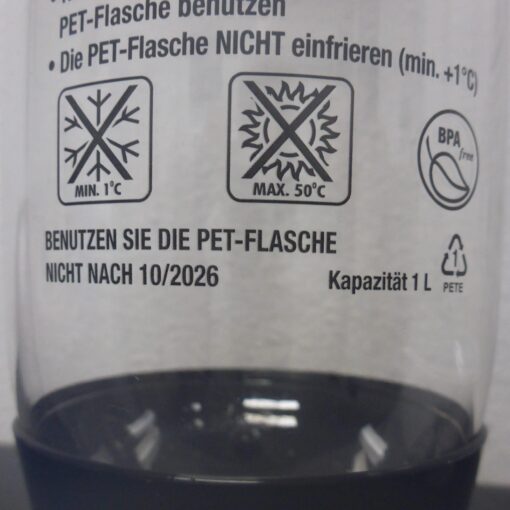 PET-Flasche benutzen
• Die PET-Flasche NICHT einfrieren (min. +1°C)
MIN. 1°C
MAX. 50°C
BPA
free
BENUTZEN SIE DIE PET-FLASCHE
NICHT NACH 10/2026
Kapazität 1 L
1
PETE